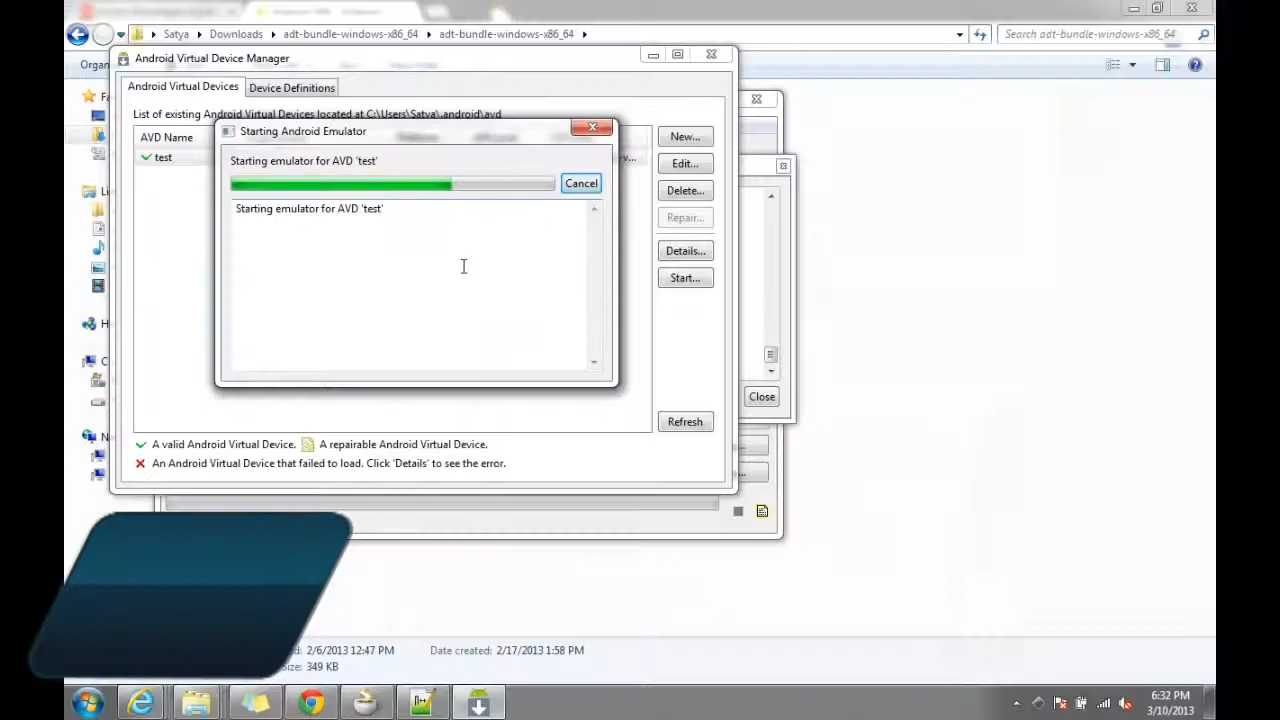 Satya
Downloads
adt-bundle-windows-x86_64
adt-bundle-windows-x86_64
Search adt-bundle-windows-x86_64
Organ
Android Virtual Device Manager
Android Virtual Devices
Device Definitions
List of existing Android Virtual Devices located at C:\Users\Satya\.android\avd
AVD Name
test
Starting Android Emulator
Starting emulator for AVD 'test'
Cancel
Starting emulator for AVD 'test'
New...
Edit...
Delete...
Repair...
Details...
Start...
Refresh
Close
A valid Android Virtual Device.
A repairable Android Virtual Device.
An Android Virtual Device that failed to load. Click 'Details' to see the error.
2/6/2013 12:47 PM
Date created: 2/17/2013 1:58 PM
Size: 349 KB
6:32 PM
3/10/2013